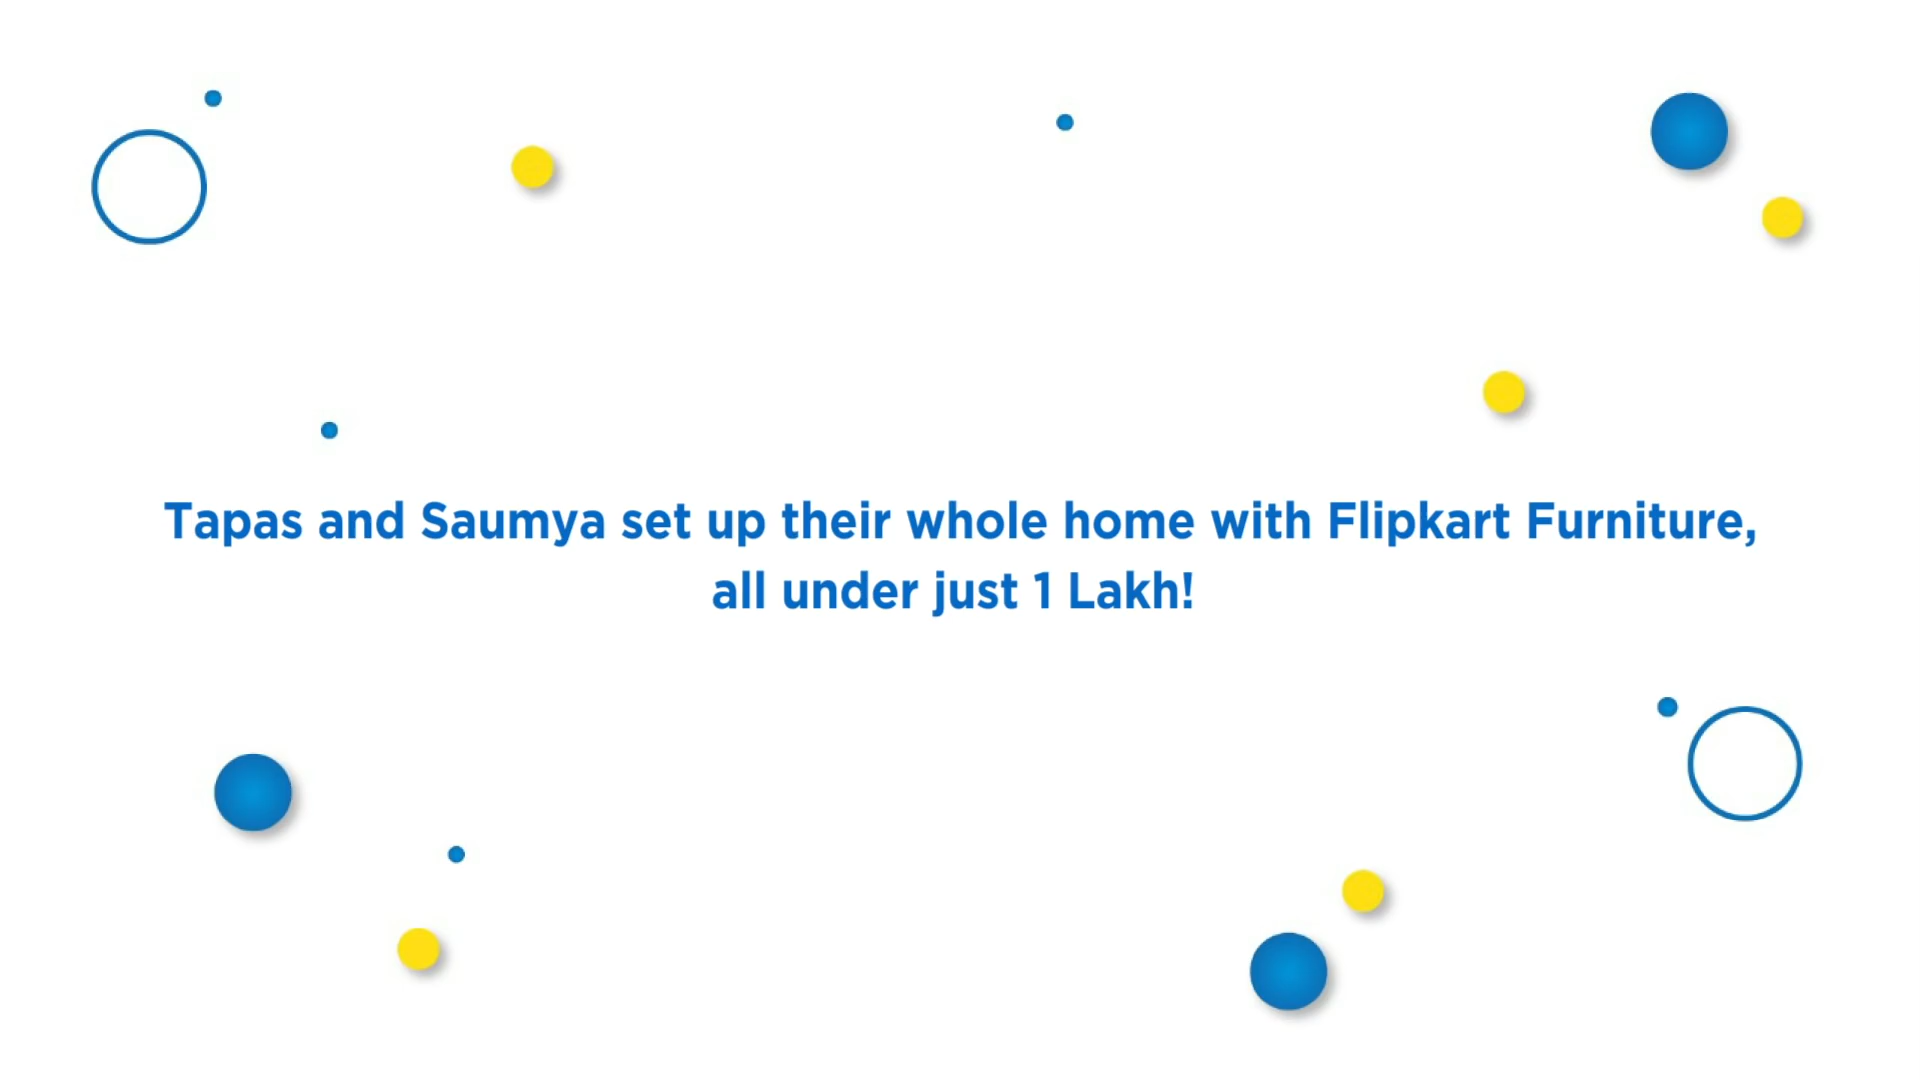 Tapas and Saumya set up their whole home with Flipkart Furniture,
all under just 1 Lakh!